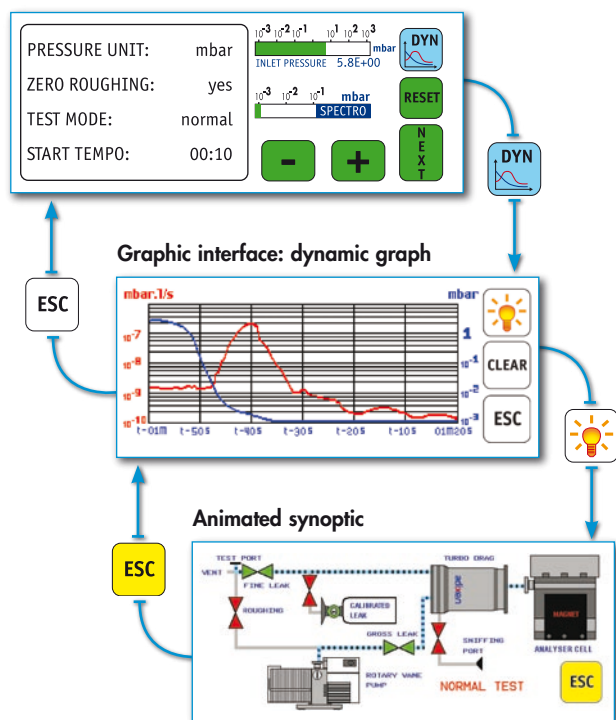 PRESSURE UNIT: mbar
ZERO ROUGHING: yes
TEST MODE: normal
START TEMPO: 00:10
10-3 10-2 10-1 101 102 103
mbar
INLET PRESSURE 5.8E+00
10-3 10-2 10-1 mbar
SPECTRO
- +
DYN
RESET
NEXT
DYN
ESC
Graphic interface: dynamic graph
mbar.l/s mbar
10-7
10-8
10-9
10-10
1
10-1
10-2
10-3
t-01m t-50s t-40s t-30s t-20s t-10s 01m20s
CLEAR
ESC
ESC
Animated synoptic
TEST PORT
VENT
FINE LEAK
ROUGHING
CALIBRATED
LEAK
GROSS LEAK
ROTARY VANE
PUMP
TURBO DRAG
adixen
SNIFFING
PORT
NORMAL TEST
MAGNET
ANALYSER CELL
ESC